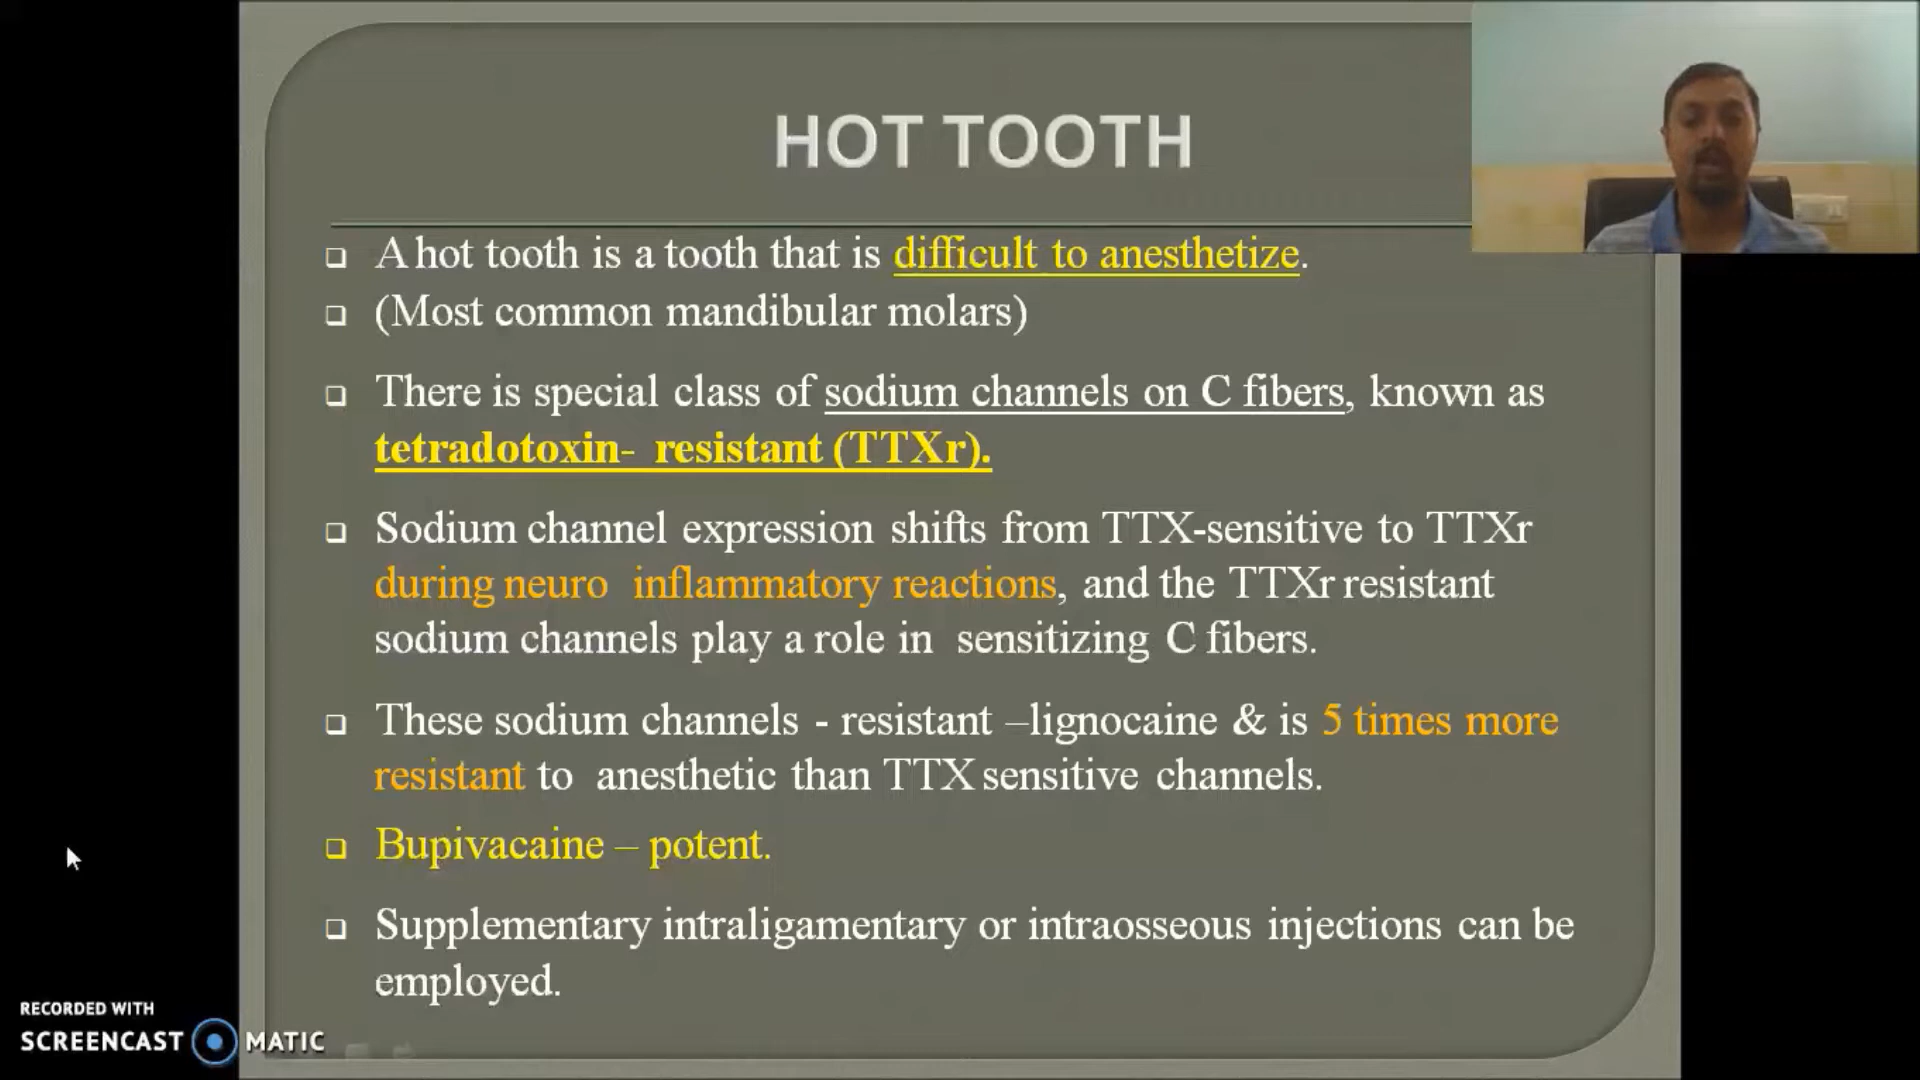 HOT TOOTH
A hot tooth is a tooth that is difficult to anesthetize.
(Most common mandibular molars)
There is special class of sodium channels on C fibers, known as
tetradotoxin- resistant (TTXr).
Sodium channel expression shifts from TTX-sensitive to TTXr
during neuro inflammatory reactions, and the TTXr resistant
sodium channels play a role in sensitizing C fibers.
These sodium channels - resistant –lignocaine & is 5 times more
resistant to anesthetic than TTX sensitive channels.
Bupivacaine – potent.
Supplementary intraligamentary or intraosseous injections can be
employed.
RECORDED WITH
SCREENCAST MATIC